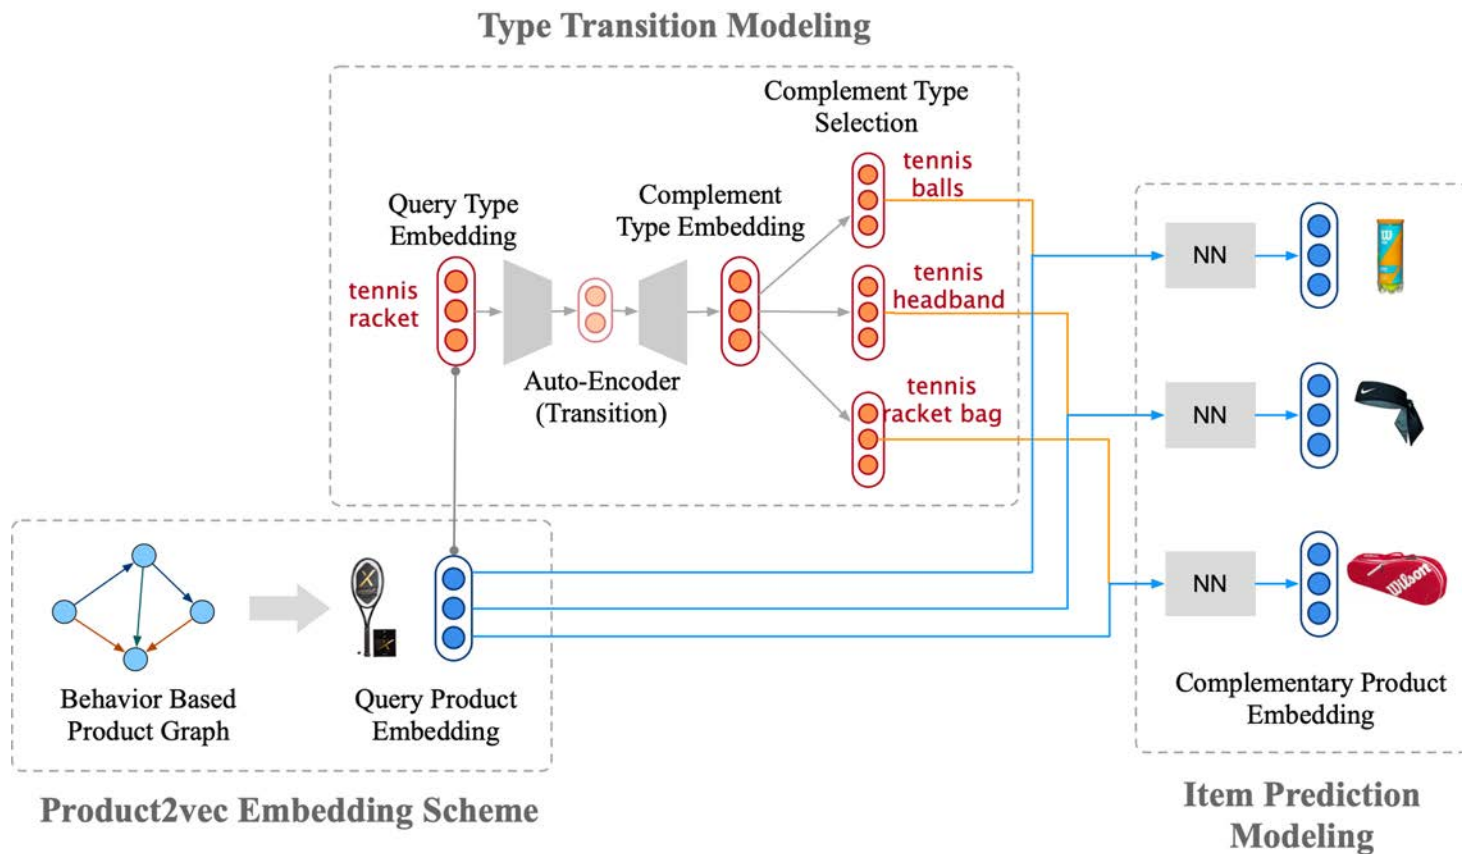 Type Transition Modeling
Complement Type
Selection
tennis
balls
Query Type
Embedding
Complement
Type Embedding
tennis
racket
tennis
headband
Auto-Encoder
(Transition)
tennis
racket bag
NN
NN
NN
Wilson
Behavior Based
Product Graph
Query Product
Embedding
Complementary Product
Embedding
Product2vec Embedding Scheme
Item Prediction
Modeling